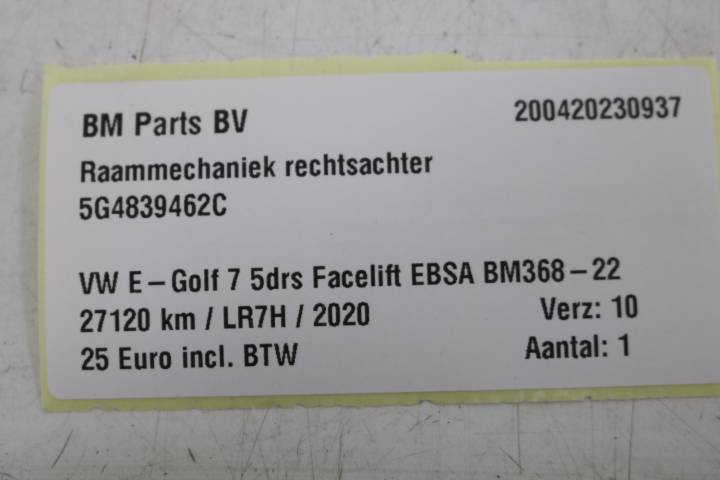 BM Parts BV 200420230937
Raammechaniek rechtsachter
5G4839462C
VW E-Golf 7 5drs Facelift EBSA BM368-22
27120 km / LR7H / 2020 Verz: 10
25 Euro incl. BTW Aantal: 1